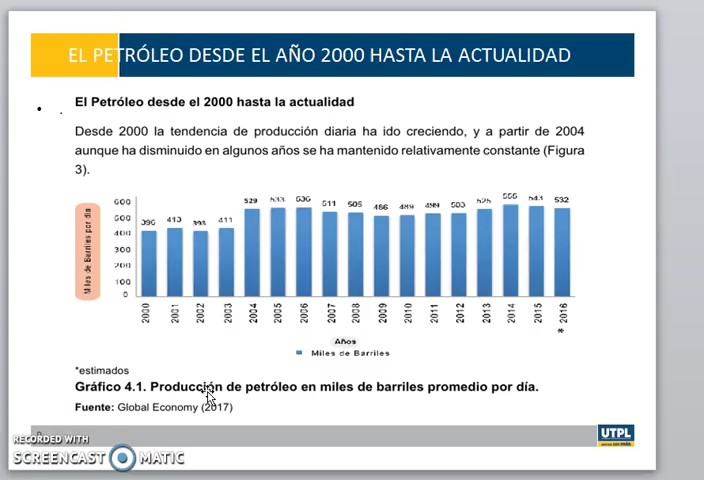 EL PETRÓLEO DESDE EL AÑO 2000 HASTA LA ACTUALIDAD
El Petróleo desde el 2000 hasta la actualidad
Desde 2000 la tendencia de producción diaria ha ido creciendo, y a partir de 2004
aunque ha disminuido en algunos años se ha mantenido relativamente constante (Figura
3).
Miles de Barriles por día
600
500
400
300
200
100
0
396 413 393 411 529 533 536 511 505 486 489 499 503 525 555 543 532
2000 2001 2002 2003 2004 2005 2006 2007 2008 2009 2010 2011 2012 2013 2014 2015 * 2016
Años
Miles de Barriles
*estimados
Gráfico 4.1. Producción de petróleo en miles de barriles promedio por día.
Fuente: Global Economy (2017)
UTPL
RECORDED WITH
SCREENCAST MATIC